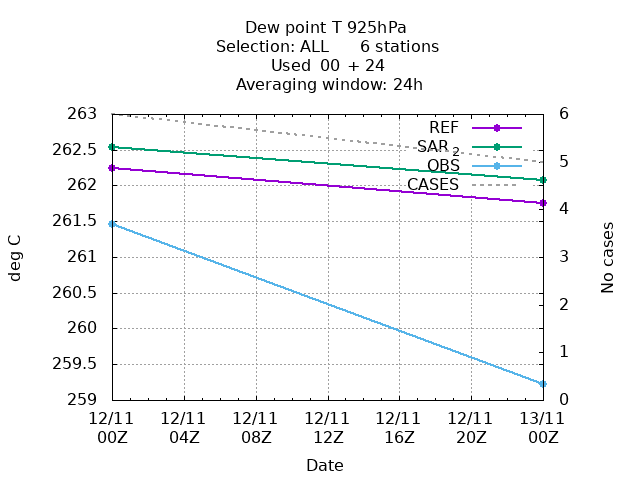 Dew point T 925hPa
Selection: ALL 6 stations
Used 00 + 24
Averaging window: 24h
263
262.5
262
261.5
261
260.5
260
259.5
259
deg C
REF
SAR 2
OBS
CASES
6
5
4
3
2
1
0
No cases
12/11 12/11 12/11 12/11 12/11 12/11 13/11
00Z 04Z 08Z 12Z 16Z 20Z 00Z
Date